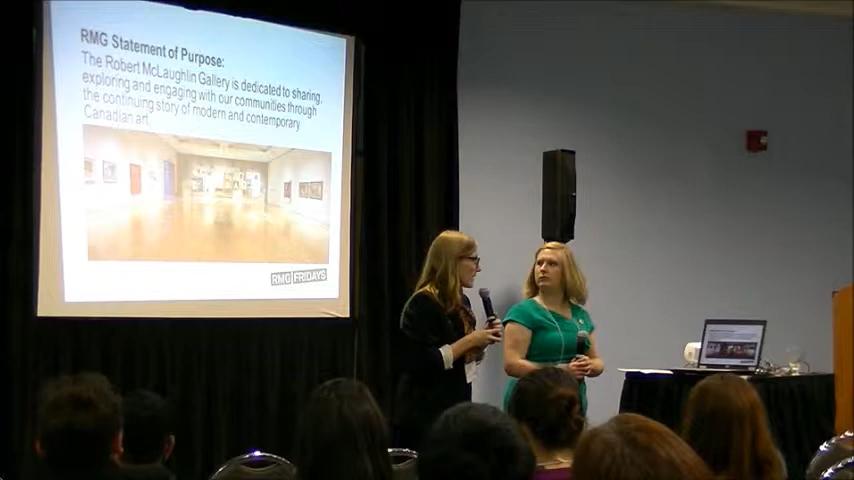 RMG Statement of Purpose:
The Robert McLaughlin Gallery is dedicated to sharing,
exploring and engaging with our communities through
the continuing story of modern and contemporary
Canadian art.
RMG FRIDAYS